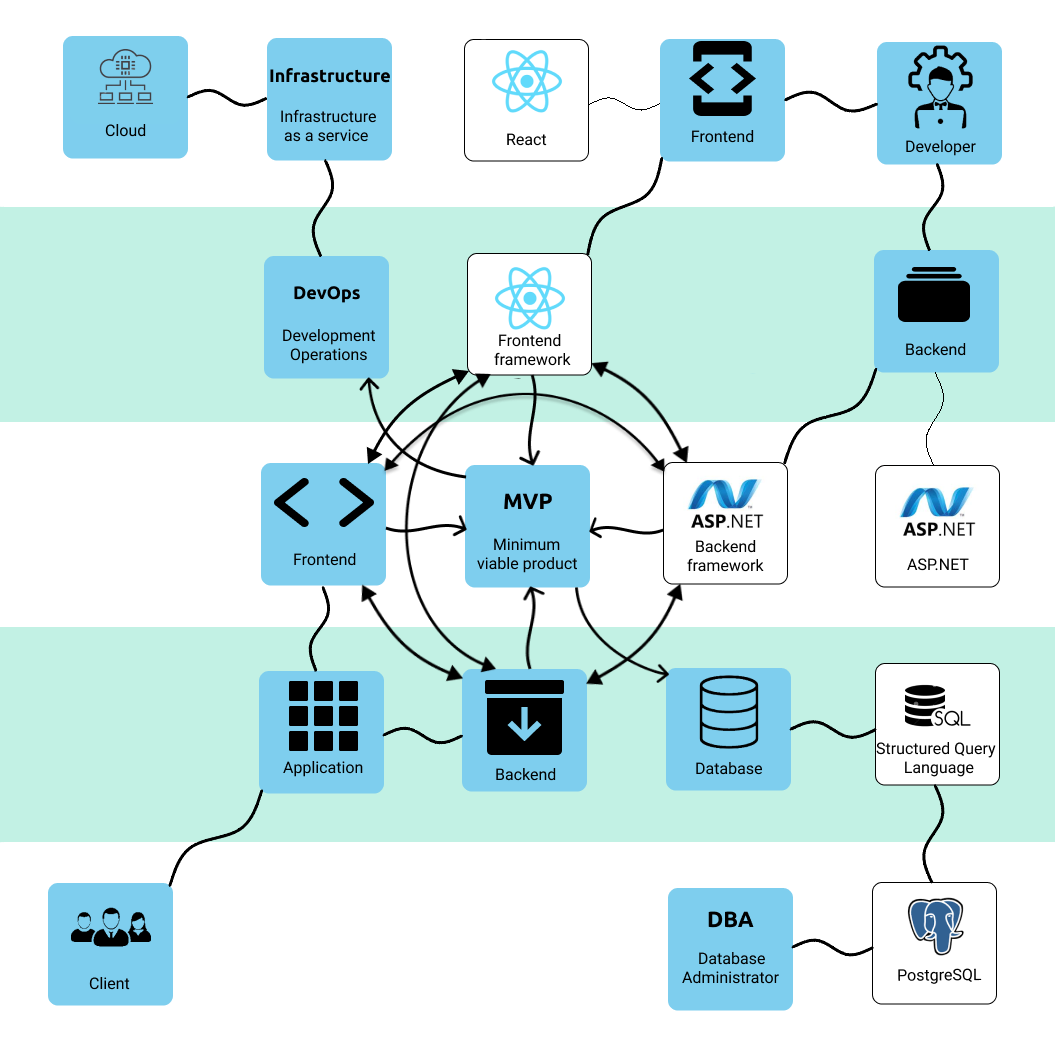 Cloud
Infrastructure
Infrastructure
as a service
React
Frontend
Developer
DevOps
Development
Operations
Frontend
framework
Backend
Frontend
MVP
Minimum
viable product
ASP.NET
Backend
framework
ASP.NET
ASP.NET
Application
Backend
Database
SQL
Structured Query
Language
Client
DBA
Database
Administrator
PostgreSQL